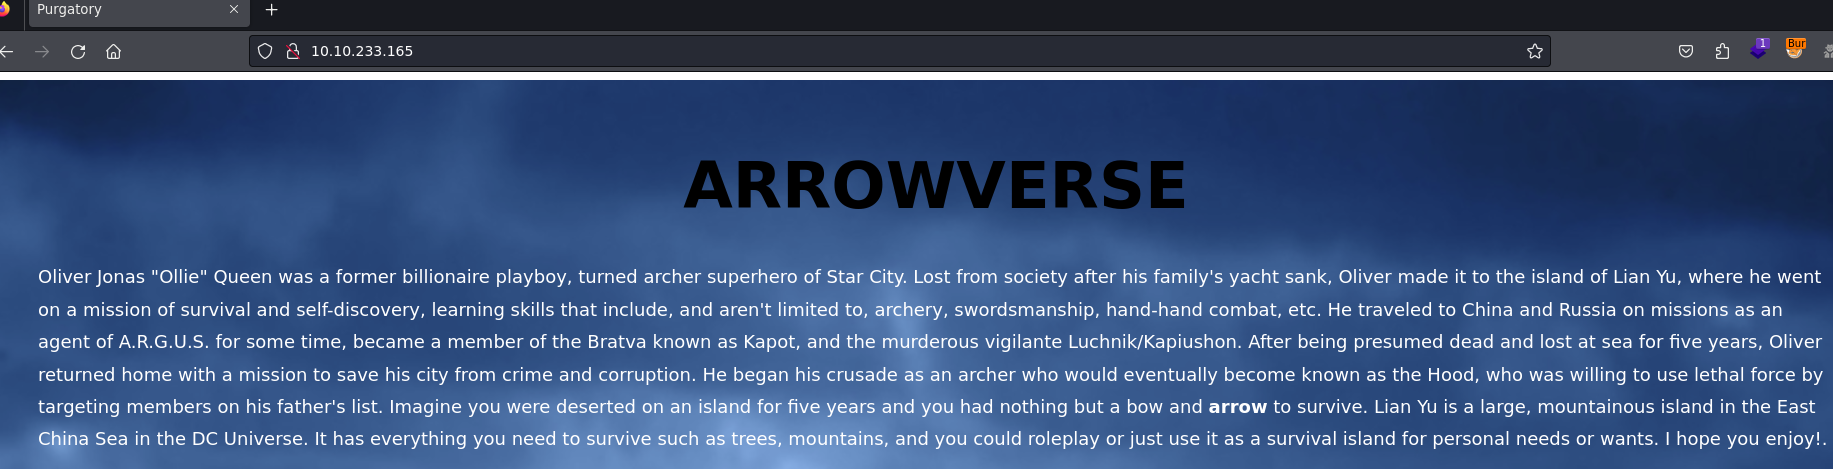 Purgatory
10.10.233.165
1
Bur
ARROWVERSE
Oliver Jonas "Ollie" Queen was a former billionaire playboy, turned archer superhero of Star City. Lost from society after his family's yacht sank, Oliver made it to the island of Lian Yu, where he went
on a mission of survival and self-discovery, learning skills that include, and aren't limited to, archery, swordsmanship, hand-hand combat, etc. He traveled to China and Russia on missions as an
agent of A.R.G.U.S. for some time, became a member of the Bratva known as Kapot, and the murderous vigilante Luchnik/Kapiushon. After being presumed dead and lost at sea for five years, Oliver
returned home with a mission to save his city from crime and corruption. He began his crusade as an archer who would eventually become known as the Hood, who was willing to use lethal force by
targeting members on his father's list. Imagine you were deserted on an island for five years and you had nothing but a bow and arrow to survive. Lian Yu is a large, mountainous island in the East
China Sea in the DC Universe. It has everything you need to survive such as trees, mountains, and you could roleplay or just use it as a survival island for personal needs or wants. I hope you enjoy!.